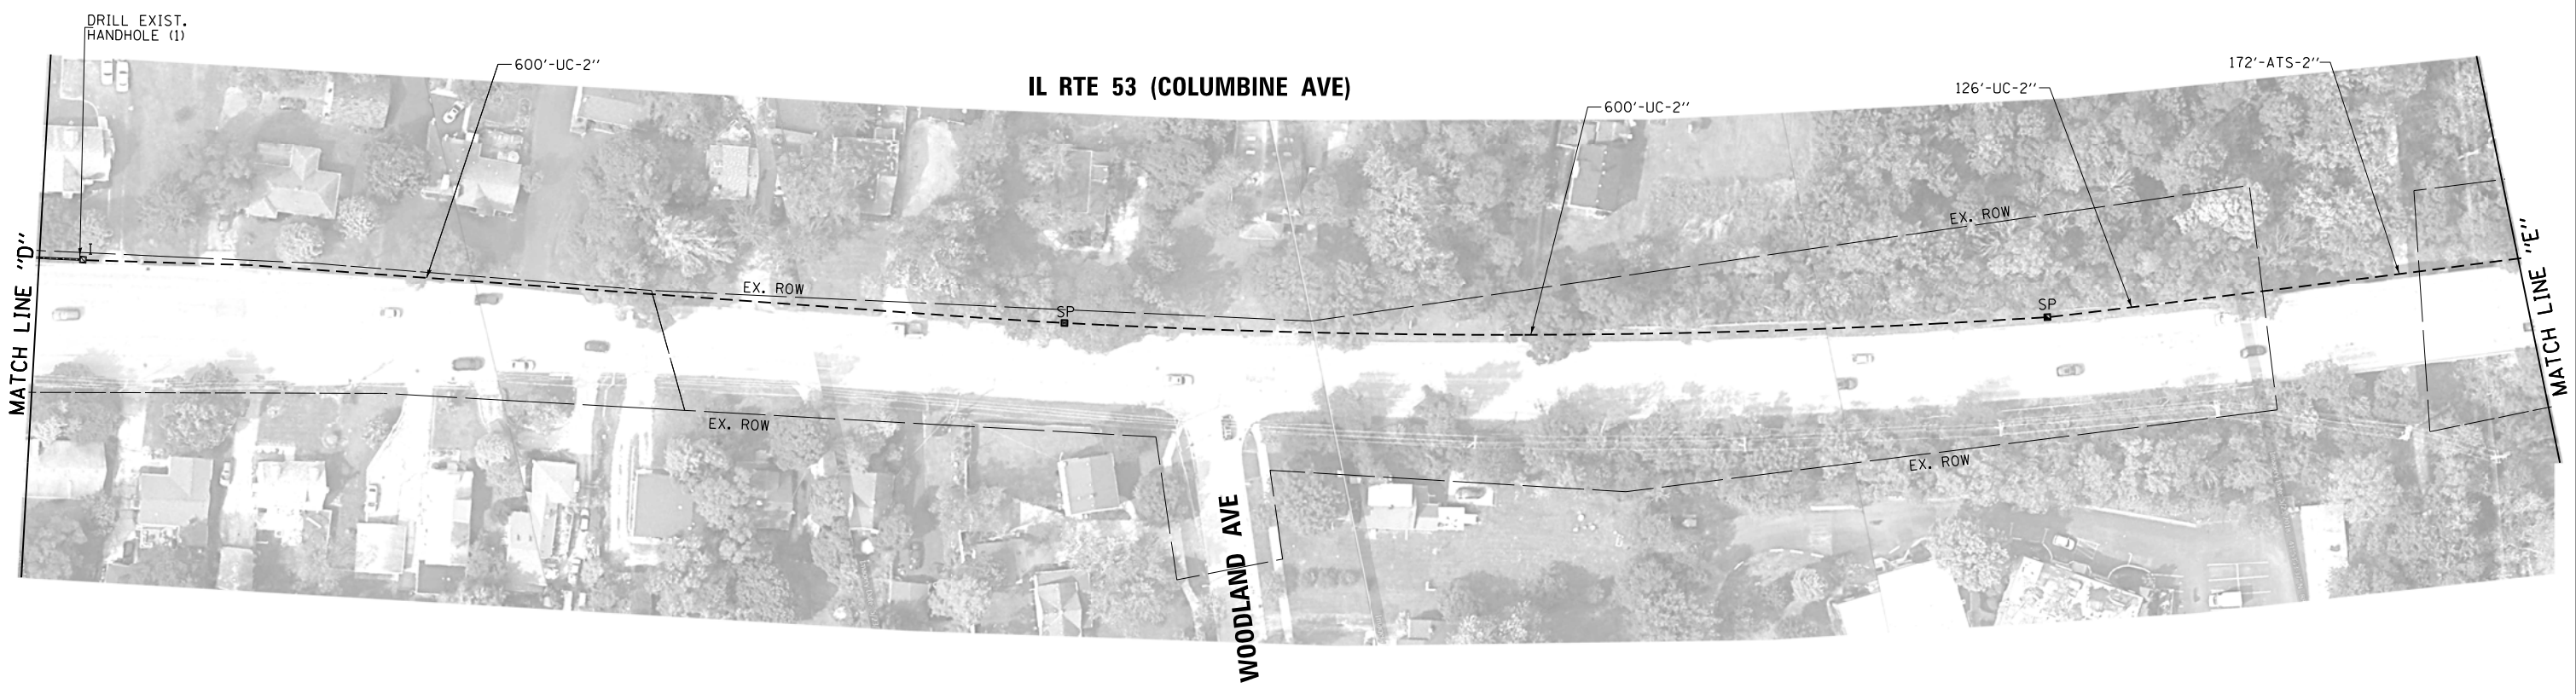 DRILL EXIST.
HANDHOLE (1)
600'-UC-2"
IL RTE 53 (COLUMBINE AVE)
600'-UC-2"
126'-UC-2"
172'-ATS-2"
MATCH LINE "D"
I
EX. ROW
SP
EX. ROW
SP
MATCH LINE "E"
EX. ROW
EX. ROW
WOODLAND AVE